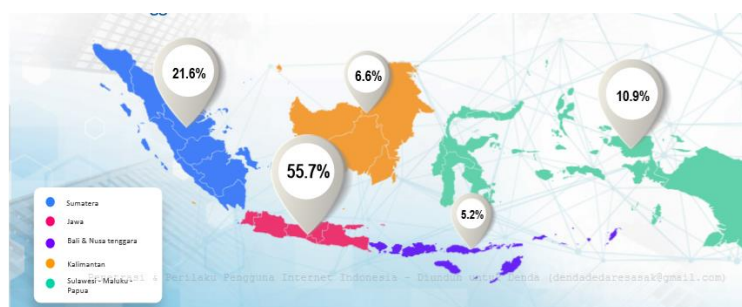 21.6%
6.6%
10.9%
55.7%
5.2%
Sumatera
Jawa
Bali & Nusa tenggara
Kalimantan
Sulawesi - Maluku -
Papua
& Perilaku Pengguna Internet Indonesia - Diunduh untuk Denda (dendadedaresasak@gmail.com)